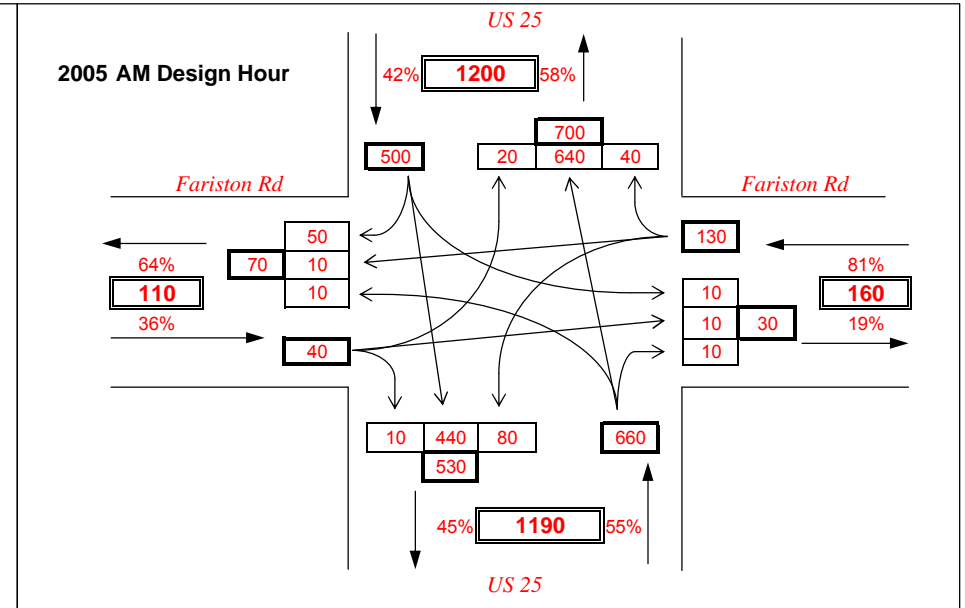 US 25
2005 AM Design Hour
42% 1200 58%
700
500 20 640 40
Fariston Rd Fariston Rd
50 130
64% 70 10 81%
110 10 10 160
36% 10 30 19%
40 10
10 440 80 660
530
45% 1190 55%
US 25